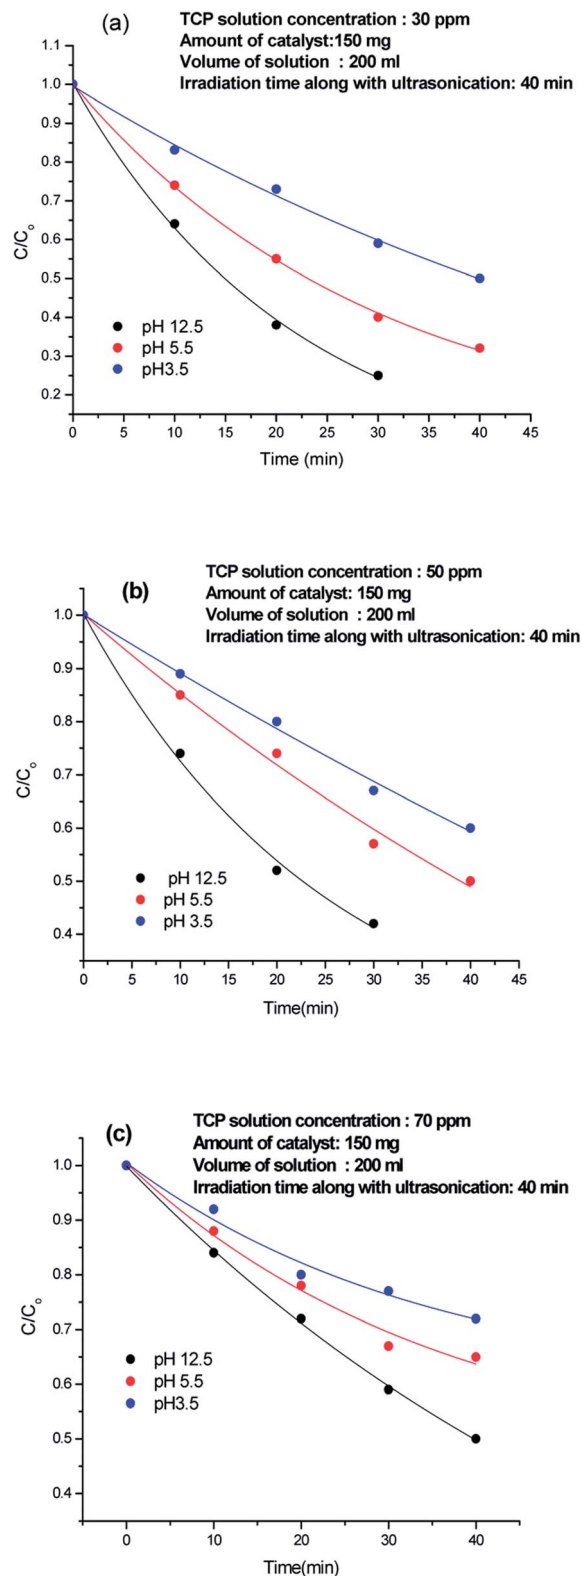 (a)
TCP solution concentration : 30 ppm
Amount of catalyst:150 mg
Volume of solution : 200 ml
Irradiation time along with ultrasonication: 40 min
1.1
1.0
0.9
0.8
0.7
0.6
0.5
0.4
0.3
0.2
C/Co
pH 12.5
pH 5.5
pH3.5
0 5 10 15 20 25 30 35 40 45
Time (min)
(b)
TCP solution concentration : 50 ppm
Amount of catalyst: 150 mg
Volume of solution : 200 ml
Irradiation time along with ultrasonication: 40 min
1.0
0.9
0.8
0.7
0.6
0.5
0.4
C/Co
pH 12.5
pH 5.5
pH 3.5
0 5 10 15 20 25 30 35 40 45
Time(min)
(c)
TCP solution concentration : 70 ppm
Amount of catalyst: 150 mg
Volume of solution : 200 ml
Irradiation time along with ultrasonication: 40 min
1.0
0.9
0.8
0.7
0.6
0.5
0.4
C/Co
pH 12.5
pH 5.5
pH3.5
0 10 20 30 40
Time(min)